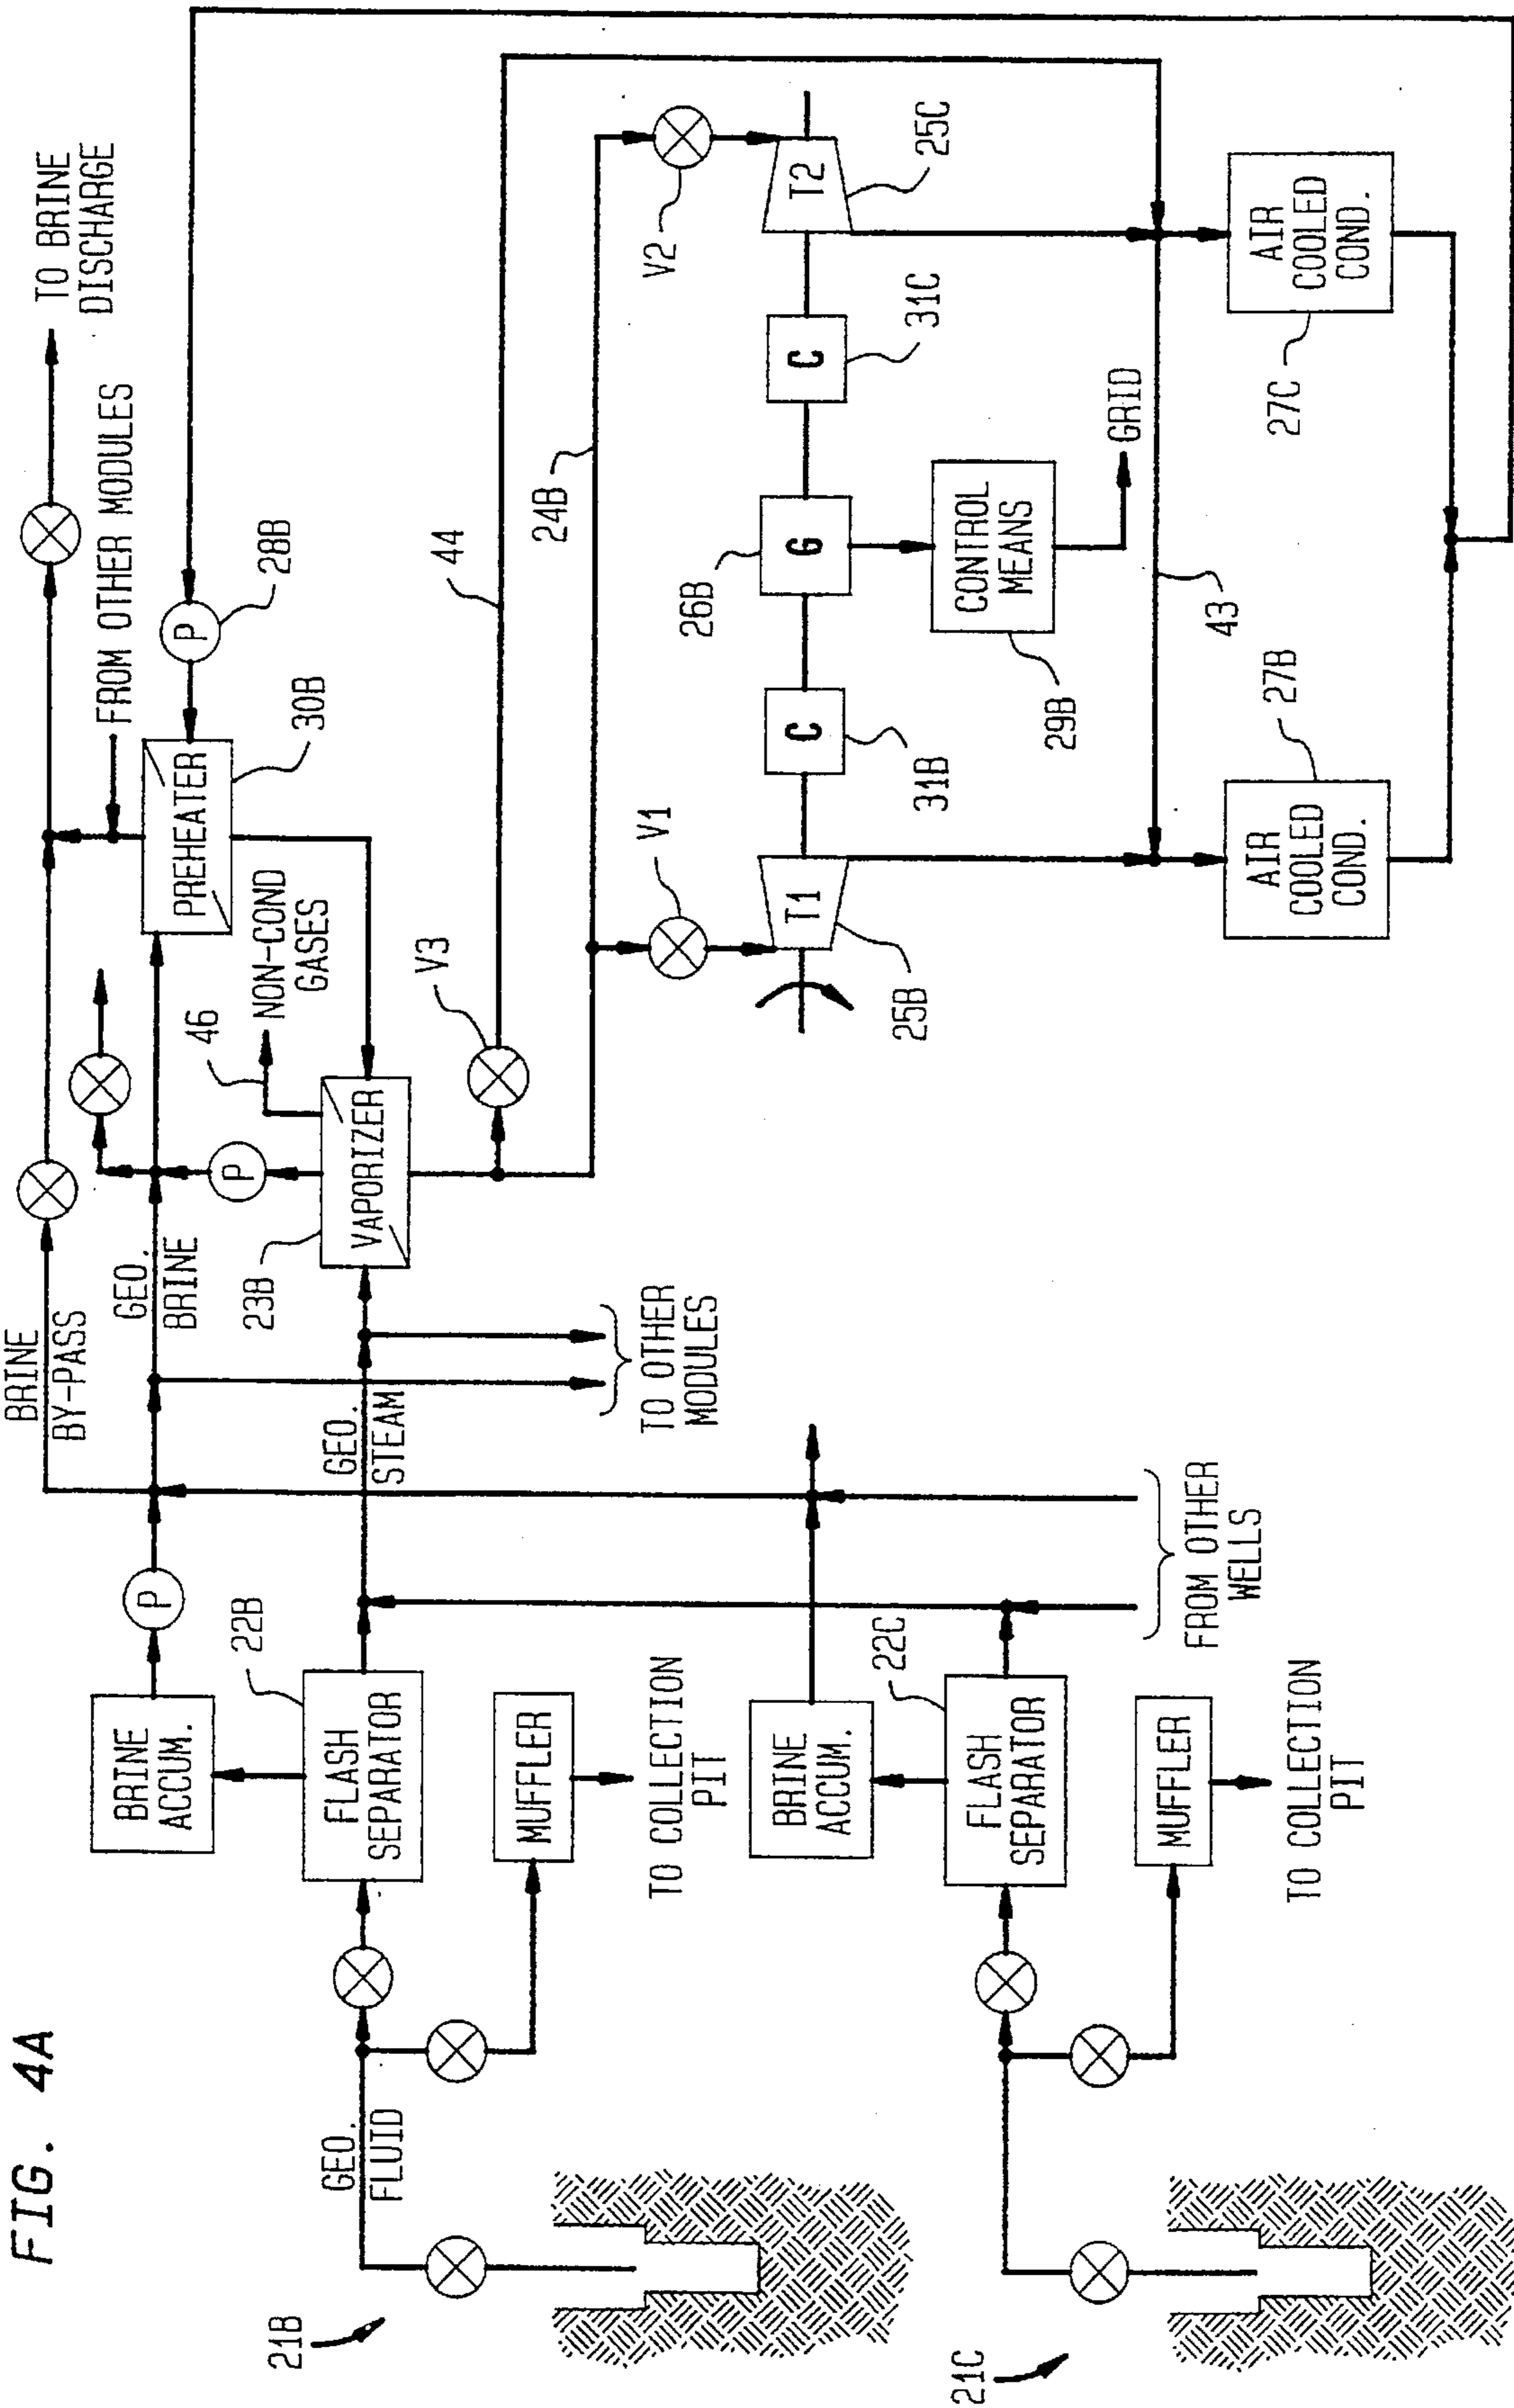 FIG. 4A
BRINE
BY-PASS
TO BRINE
DISCHARGE
FROM OTHER MODULES
BRINE
ACCUM.
P
GEO.
BRINE
PREHEATER
30B
P
28B
22B
FLASH
SEPARATOR
GEO.
STEAM
23B
P
VAPORIZER
46
NON-COND
GASES
V3
44
GEO.
FLUID
21B
MUFFLER
TO COLLECTION
PIT
TO OTHER
MODULES
24B
V1
V2
T1
25B
C
31B
G
26B
C
31C
T2
25C
CONTROL
MEANS
29B
GRID
43
BRINE
ACCUM.
22C
FLASH
SEPARATOR
FROM OTHER
WELLS
21C
MUFFLER
TO COLLECTION
PIT
AIR
COOLED
COND.
27B
AIR
COOLED
COND.
27C